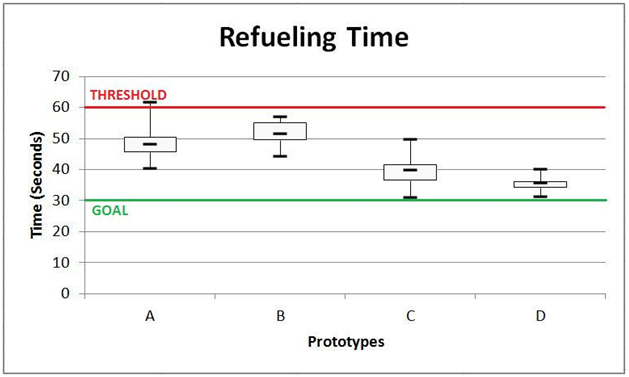 Refueling Time
70
THRESHOLD
60
50
40
30
GOAL
20
10
0
Time (Seconds)
A B C D
Prototypes